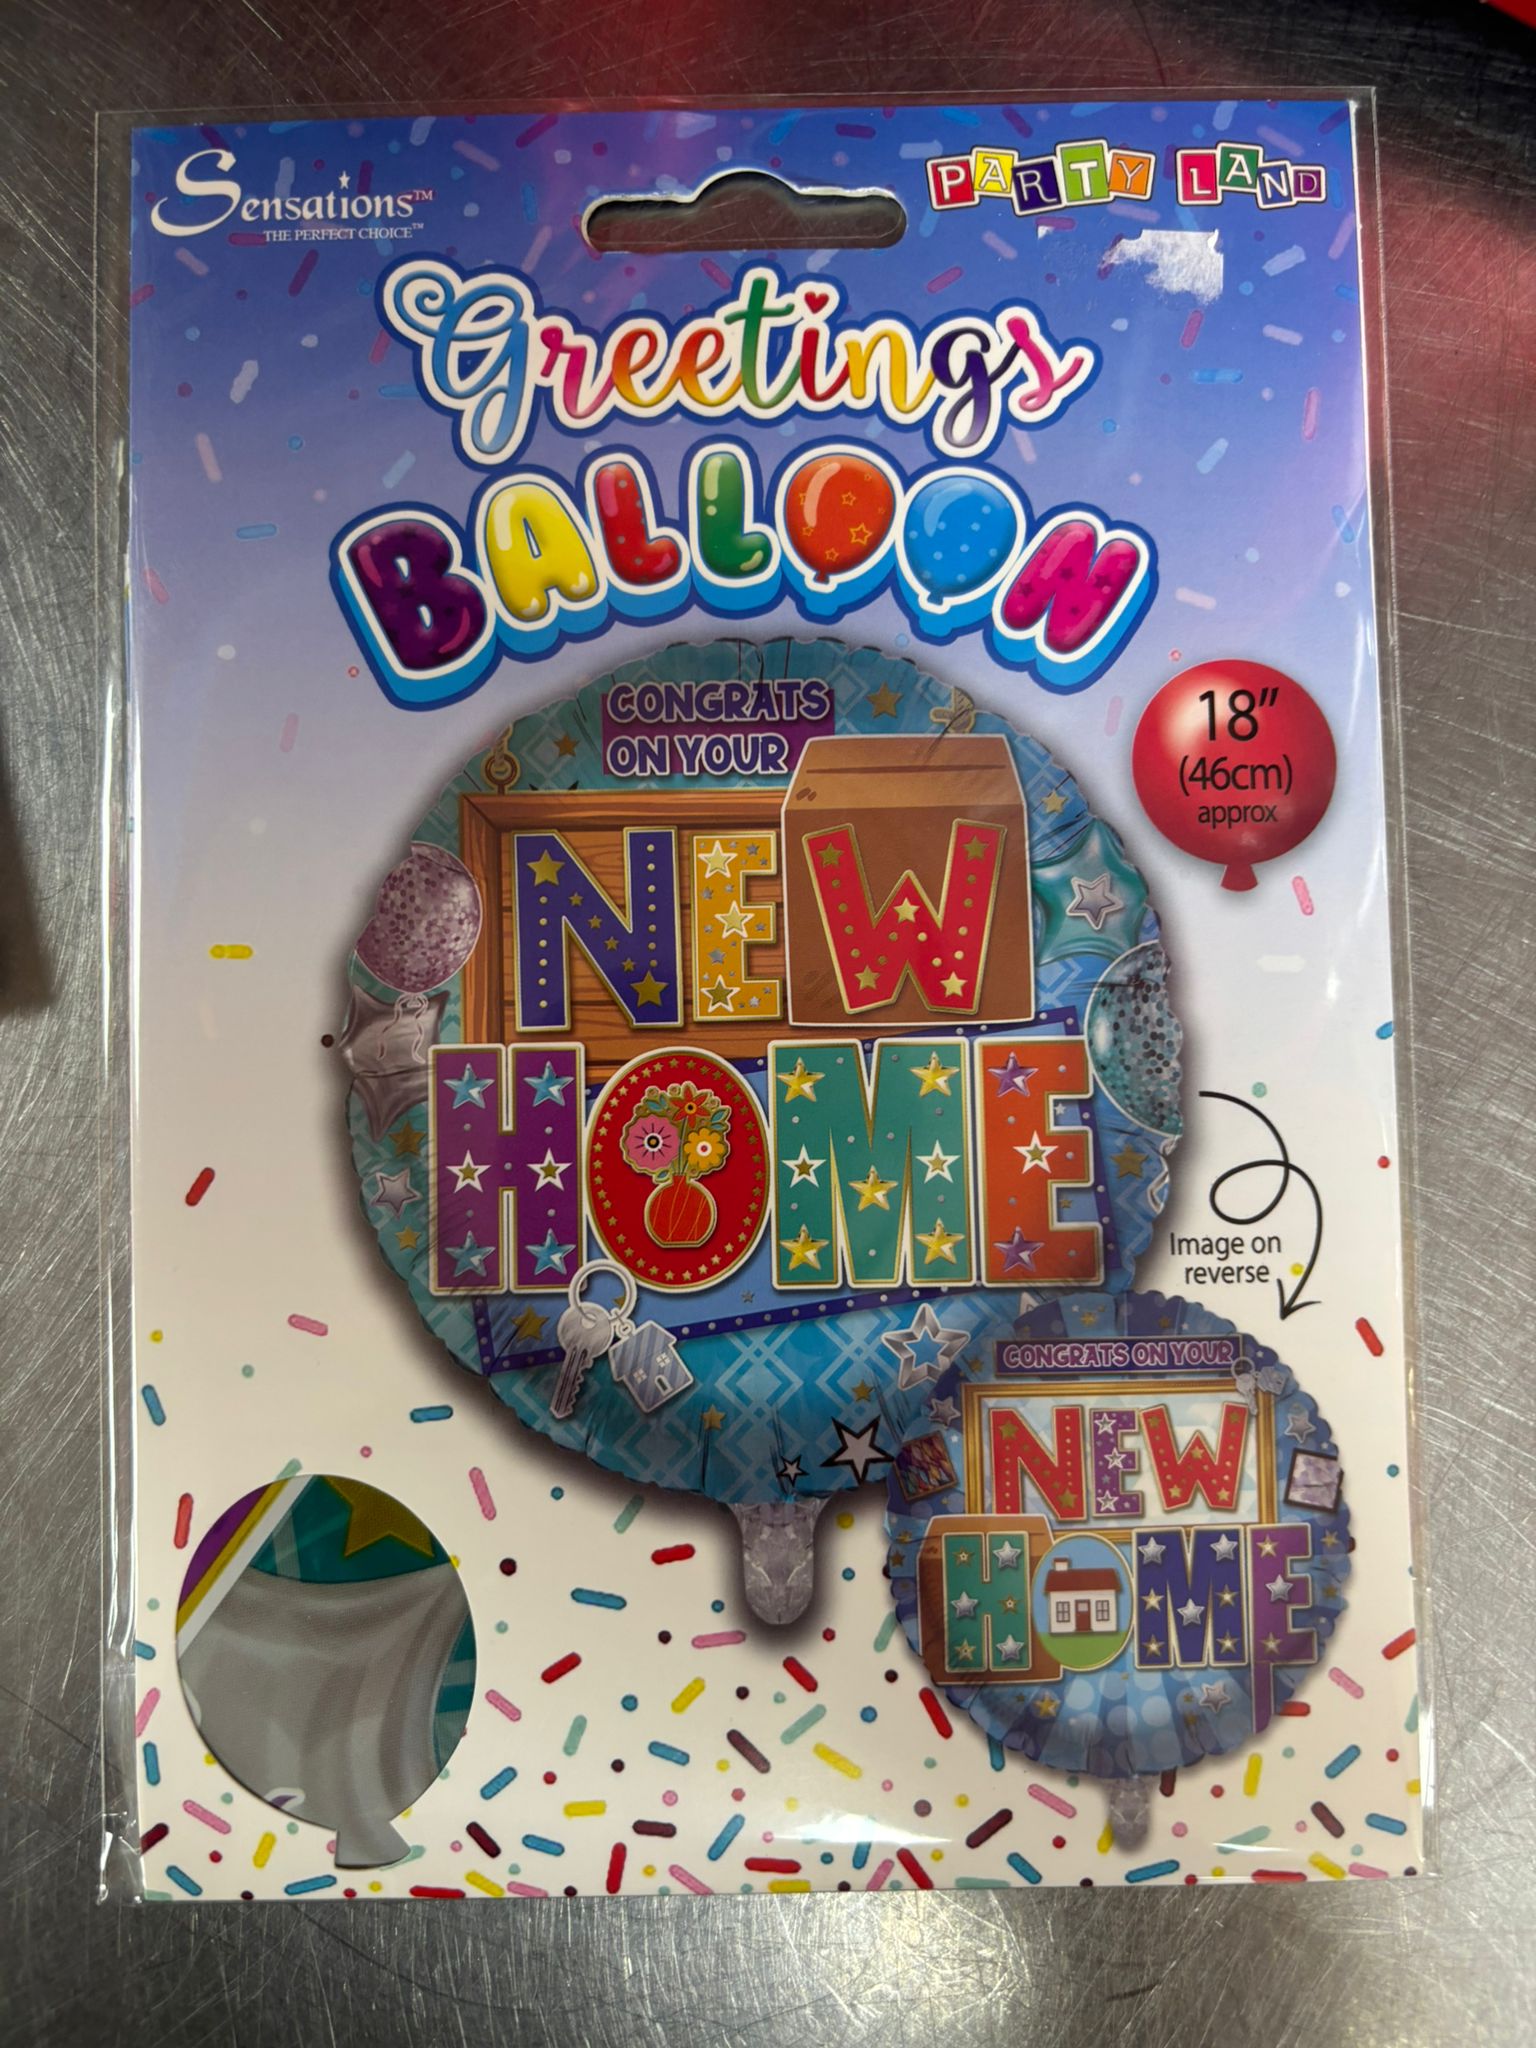 Sensations™
THE PERFECT CHOICE™
PARTY LAND
Greetings
BALLOON
18"
(46cm)
approx
CONGRATS
ON YOUR
NEW
HOME
Image on
reverse
CONGRATS ON YOUR
NEW
HOME